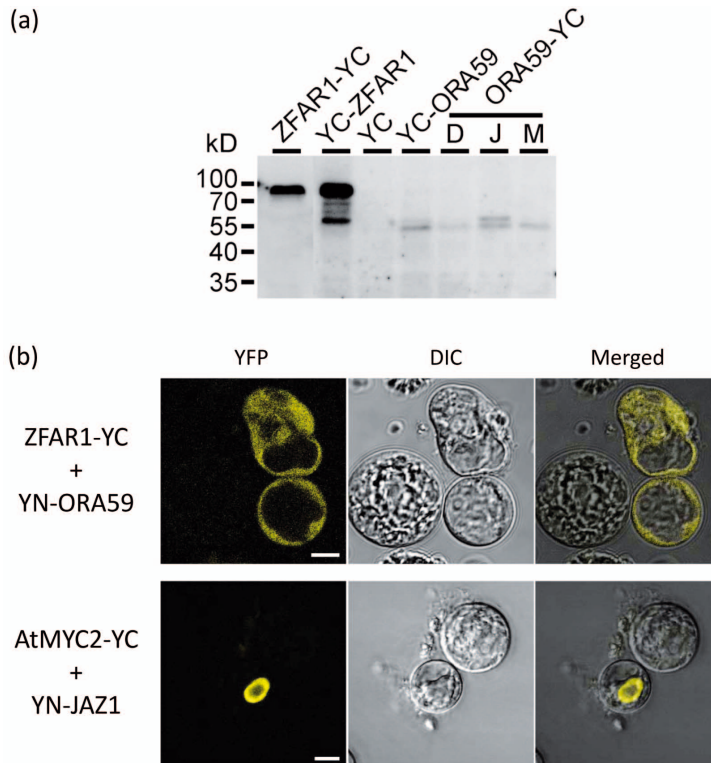 (a)
ZFAR1-YC
YC-ZFAR1
YC
YC-ORA59
ORA59-YC
D J M
kD
100
70
55
40
35
(b)
YFP DIC Merged
ZFAR1-YC
+
YN-ORA59
AtMYC2-YC
+
YN-JAZ1